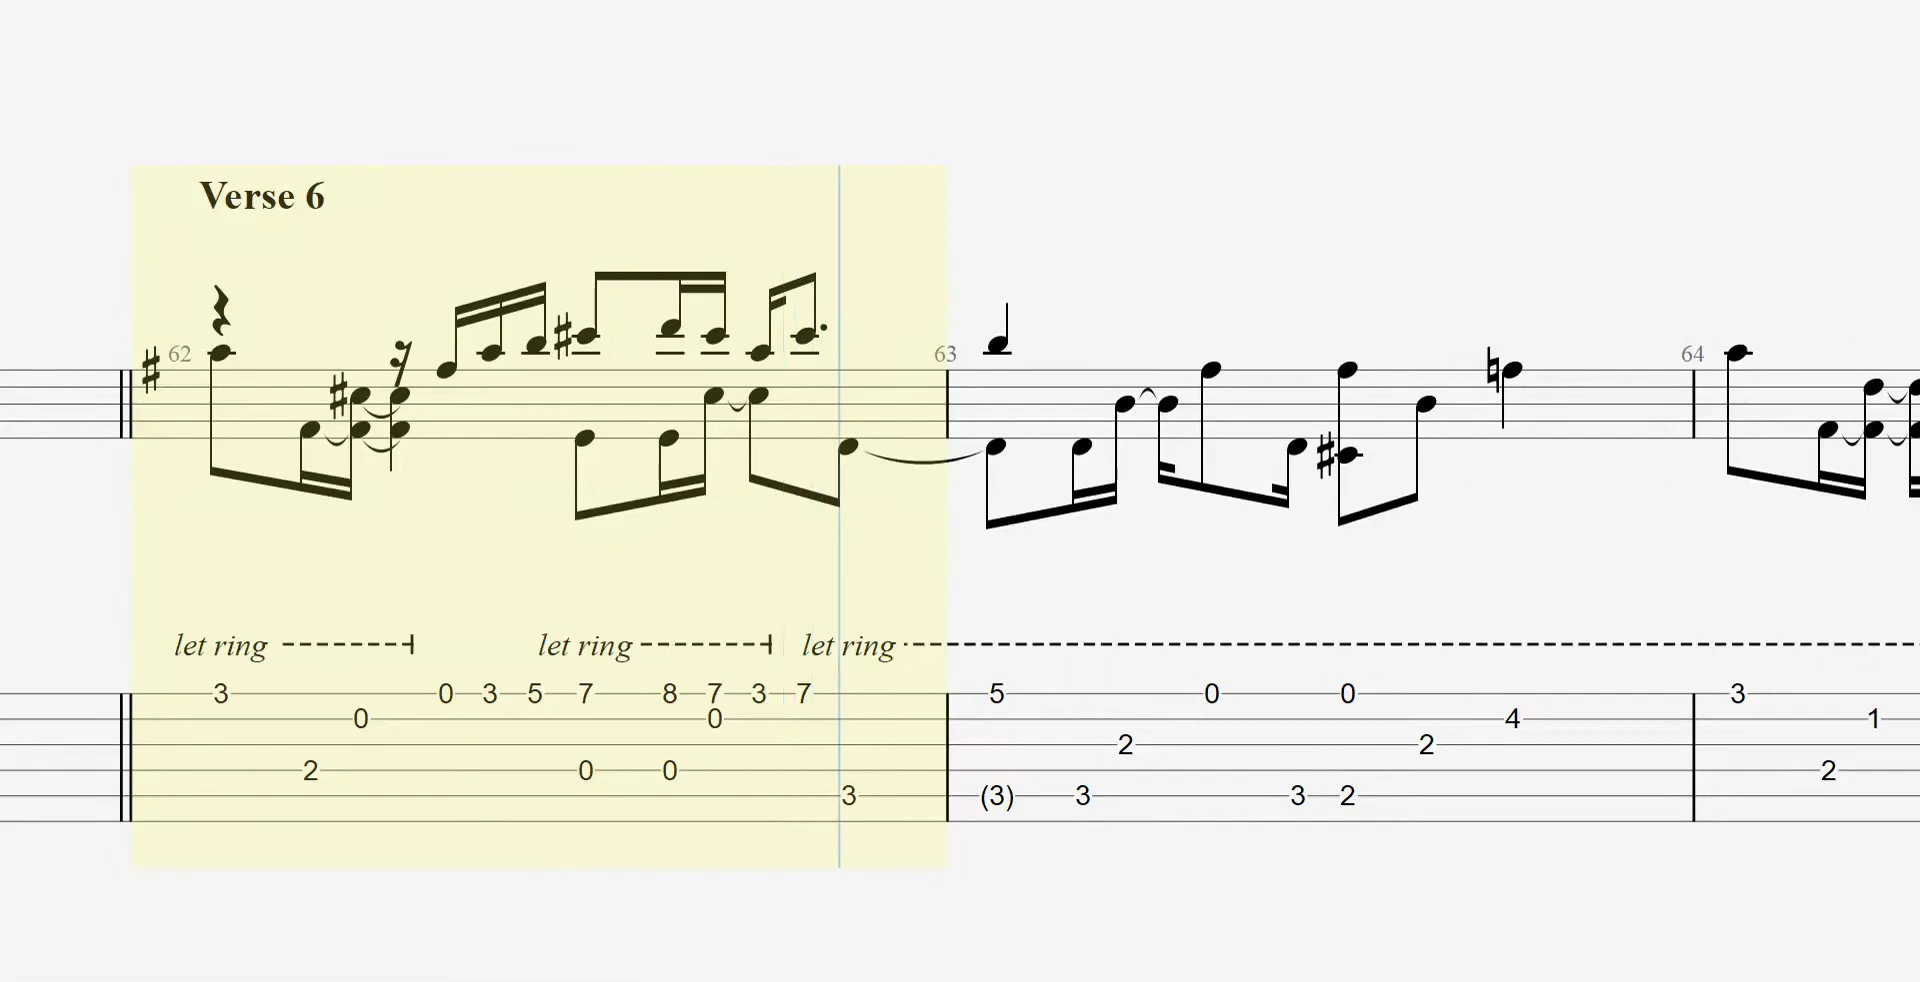 Verse 6
62 63 64
let ring let ring let ring
3 0 3 5 7 8 7 3 7 5 0 0 3
0 0 4 1
2 2
2 0 0 2
3 (3) 3 3 2